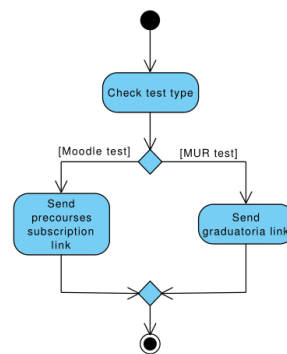 Check test type
[Moodle test]
[MUR test]
Send
precourses
subscription
link
Send
graduatoria link